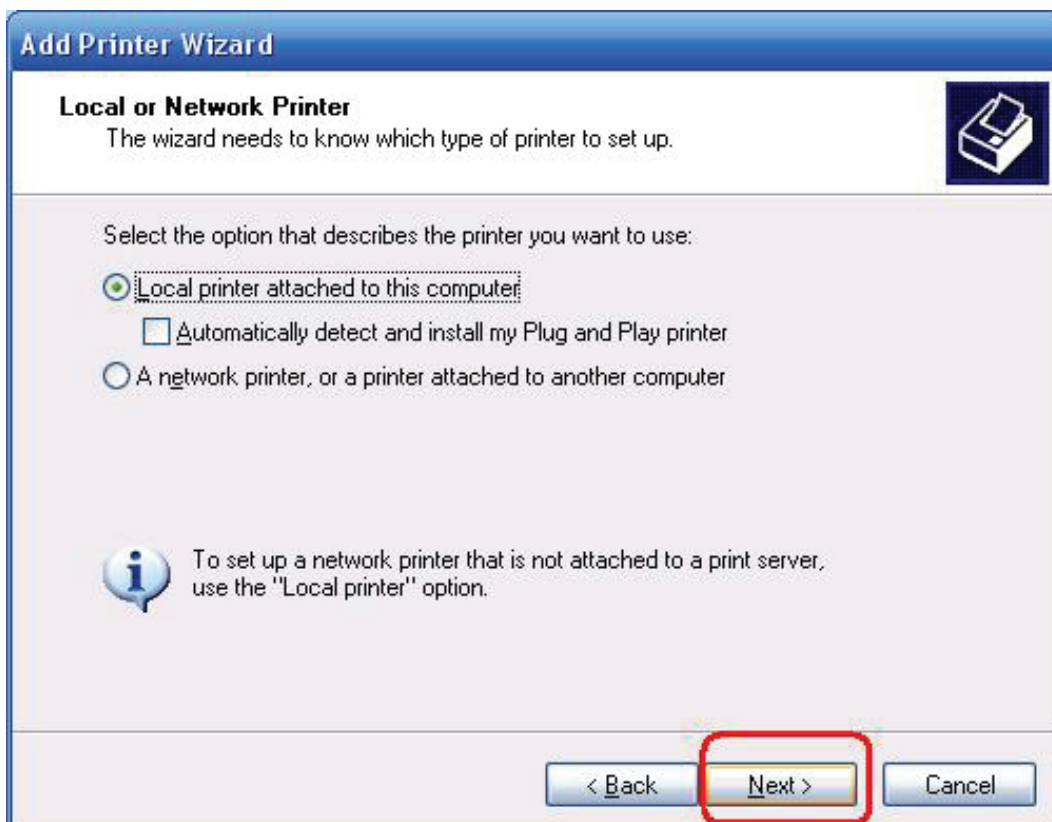 Add Printer Wizard
Local or Network Printer
The wizard needs to know which type of printer to set up.
Select the option that describes the printer you want to use:
Local printer attached to this computer
Automatically detect and install my Plug and Play printer
A network printer, or a printer attached to another computer
To set up a network printer that is not attached to a print server,
use the "Local printer" option.
< Back
Next >
Cancel